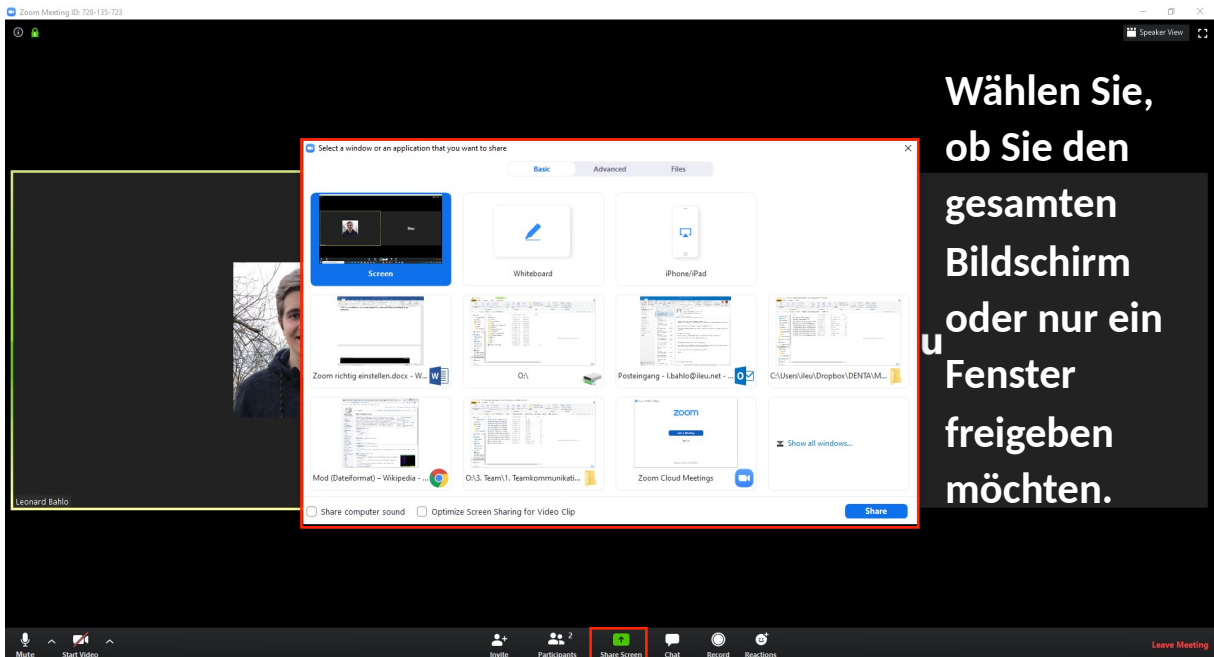 Zoom Meeting ID: 728-135-723
Speaker View
Wählen Sie,
ob Sie den
gesamten
Bildschirm
oder nur ein
Fenster
freigeben
möchten.
Select a window or an application that you want to share
Basic Advanced Files
Screen Whiteboard iPhone/iPad
Zoom richtig einstellen.docx - W... O:\ Posteingang - l.bahlo@ileu.net - ... C:\Users\ileu\Dropbox\DENTA\M...
zoom
Show all windows...
Mod (Dateiformat) – Wikipedia - ... O:\3. Team\1. Teamkommunikati... Zoom Cloud Meetings
Share computer sound Optimize Screen Sharing for Video Clip Share
u
Leonard Bahlo
Mute Start Video Invite Participants 2 Share Screen Chat Record Reactions Leave Meeting